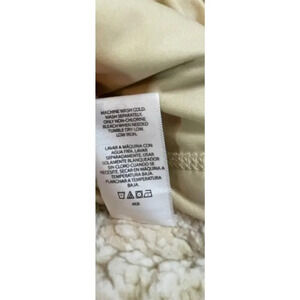 MACHINE WASH COLD.
WASH SEPARATELY.
ONLY NON-CHLORINE
BLEACH WHEN NEEDED
TUMBLE DRY LOW.
LOW IRON.
LAVAR A MÁQUINA CON
AGUA FRÍA. LAVAR
SEPARADAMENTE. USAR
SOLAMENTE BLANQUEADOR
SIN CLORO CUANDO SE
NECESITE. SECAR EN MÁQUINA
A TEMPERATURA BAJA.
PLANCHAR A TEMPERATURA
BAJA.